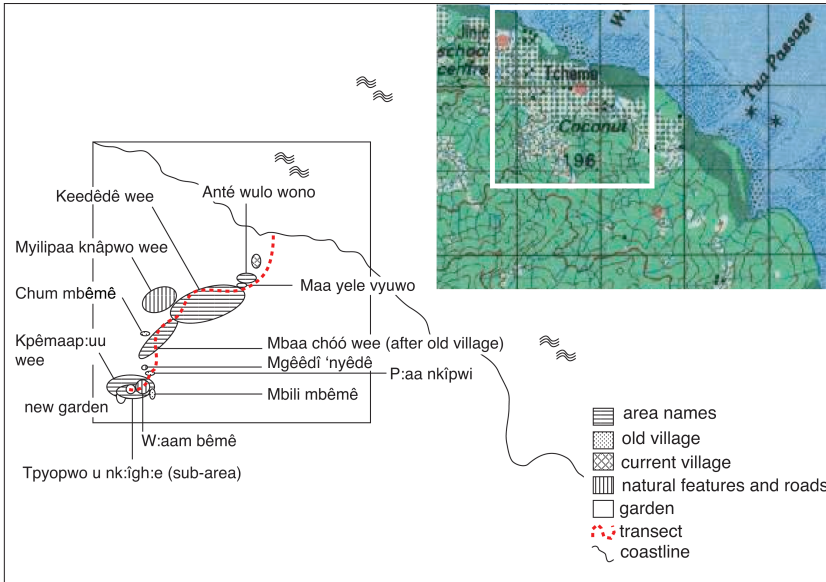 Jinjo
school
centre
Tcheme
Coconut
196
Tua Passage
Anté wulo wono
Keedêdê wee
Myilipaa knâpwo wee
Chum mbêmê
Maa yele vyuwo
Kpêmaap:uu
wee
Mbaa chóó wee (after old village)
Mgêêdî ‘nyêdê
P:aa nkîpwi
Mbili mbêmê
new garden
W:aam bêmê
Tpyopwo u nk:îgh:e (sub-area)
area names
old village
current village
natural features and roads
garden
transect
coastline